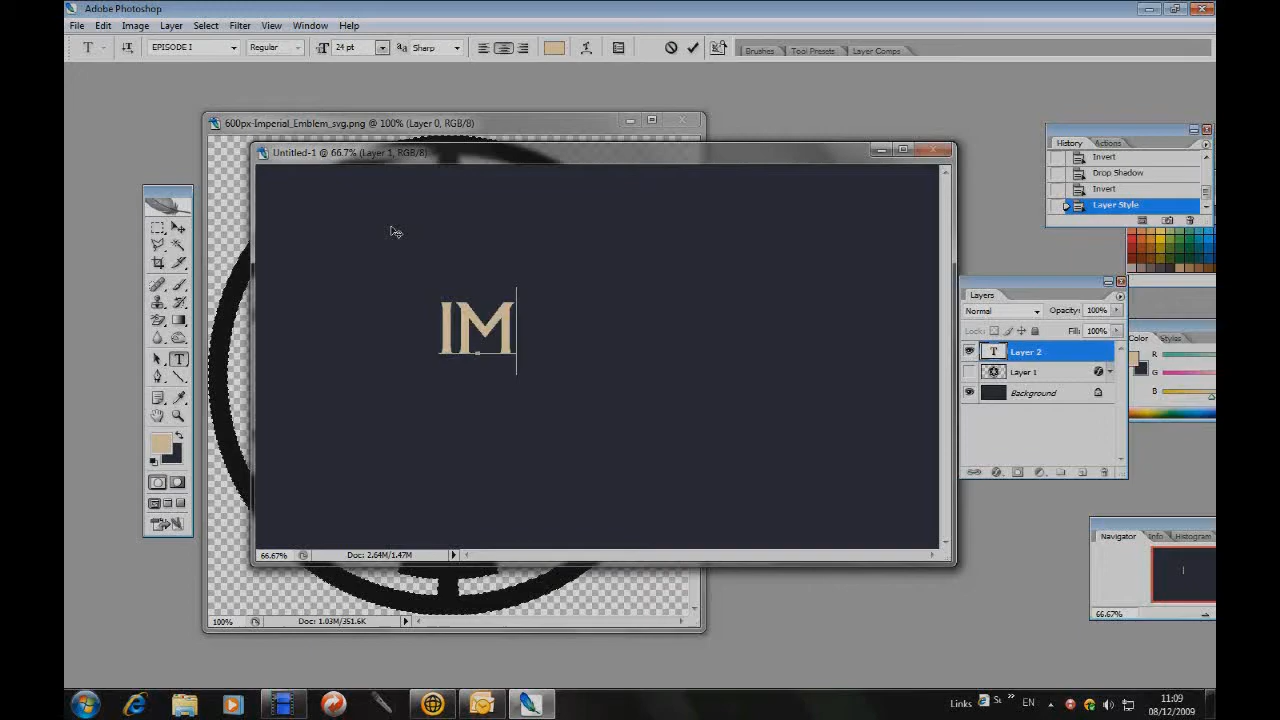 Adobe Photoshop
File Edit Image Layer Select Filter View Window Help
T EPISODE I Regular 24 pt Sharp Brushes Tool Presets Layer Comps
600px-Imperial_Emblem_svg.png @ 100% (Layer 0, RGB/8)
Untitled-1 @ 66.7% (Layer 1, RGB/8)
History Actions
Invert
Drop Shadow
Invert
Layer Style
IM
Layers
Normal Opacity: 100%
Lock: Fill: 100%
T Layer 2
Layer 1
Background
Color Styles
R
G
B
Navigator Info Histogram
66.67% Doc: 2.64M/1.47M
66.67%
100% Doc: 1.03M/351.6K
Links EN 11:09
08/12/2009